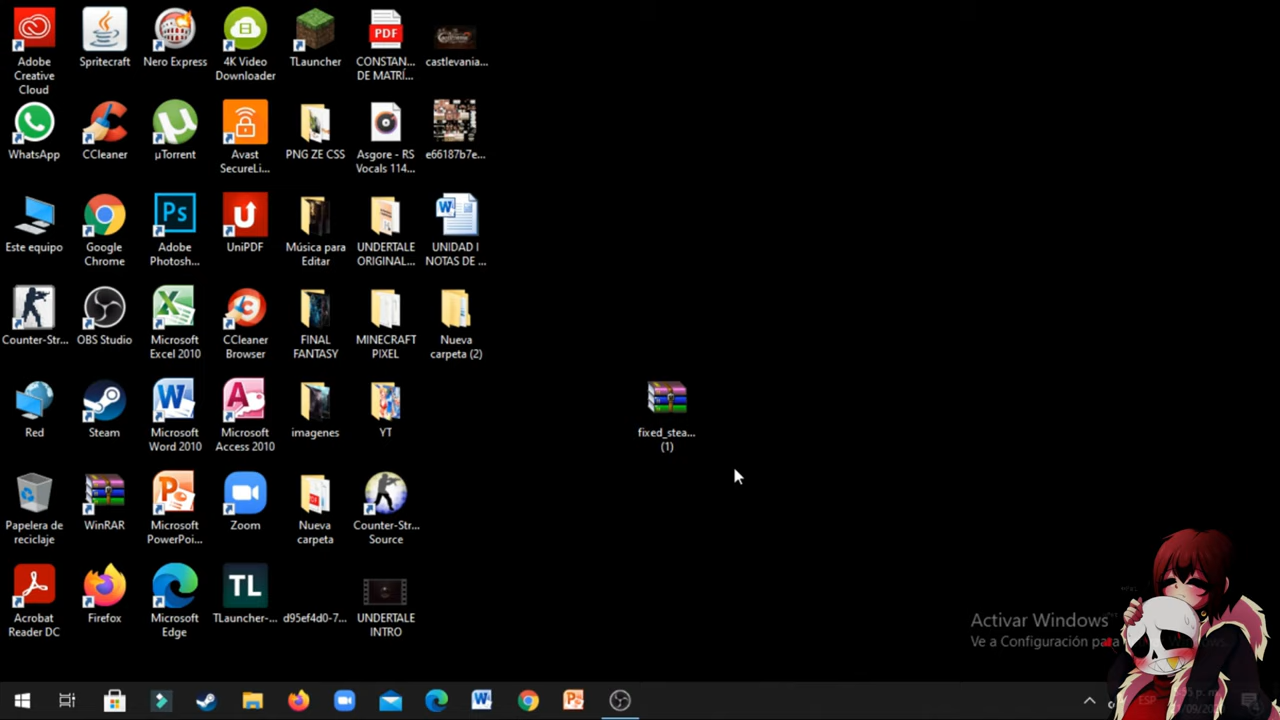 Adobe
Creative
Cloud
Spritecraft
Nero Express
4K Video
Downloader
TLauncher
PDF
CONSTAN...
DE MATRÍ...
castlevania...
WhatsApp
CCleaner
µTorrent
Avast
SecureLi...
PNG ZE CSS
Asgore - RS
Vocals 114...
e66187b7e...
Este equipo
Google
Chrome
Ps
Adobe
Photosh...
UniPDF
Música para
Editar
UNDERTALE
ORIGINAL...
UNIDAD I
NOTAS DE ...
Counter-Str...
OBS Studio
Microsoft
Excel 2010
CCleaner
Browser
FINAL
FANTASY
MINECRAFT
PIXEL
Nueva
carpeta (2)
Red
Steam
Microsoft
Word 2010
Microsoft
Access 2010
imagenes
YT
fixed_stea...
(1)
Papelera de
reciclaje
WinRAR
Microsoft
PowerPoi...
Zoom
Nueva
carpeta
Counter-Str...
Source
Acrobat
Reader DC
Firefox
Microsoft
Edge
TL
TLauncher-...
d95ef4d0-7...
UNDERTALE
INTRO
Activar Windows
Ve a Configuración para
ESP